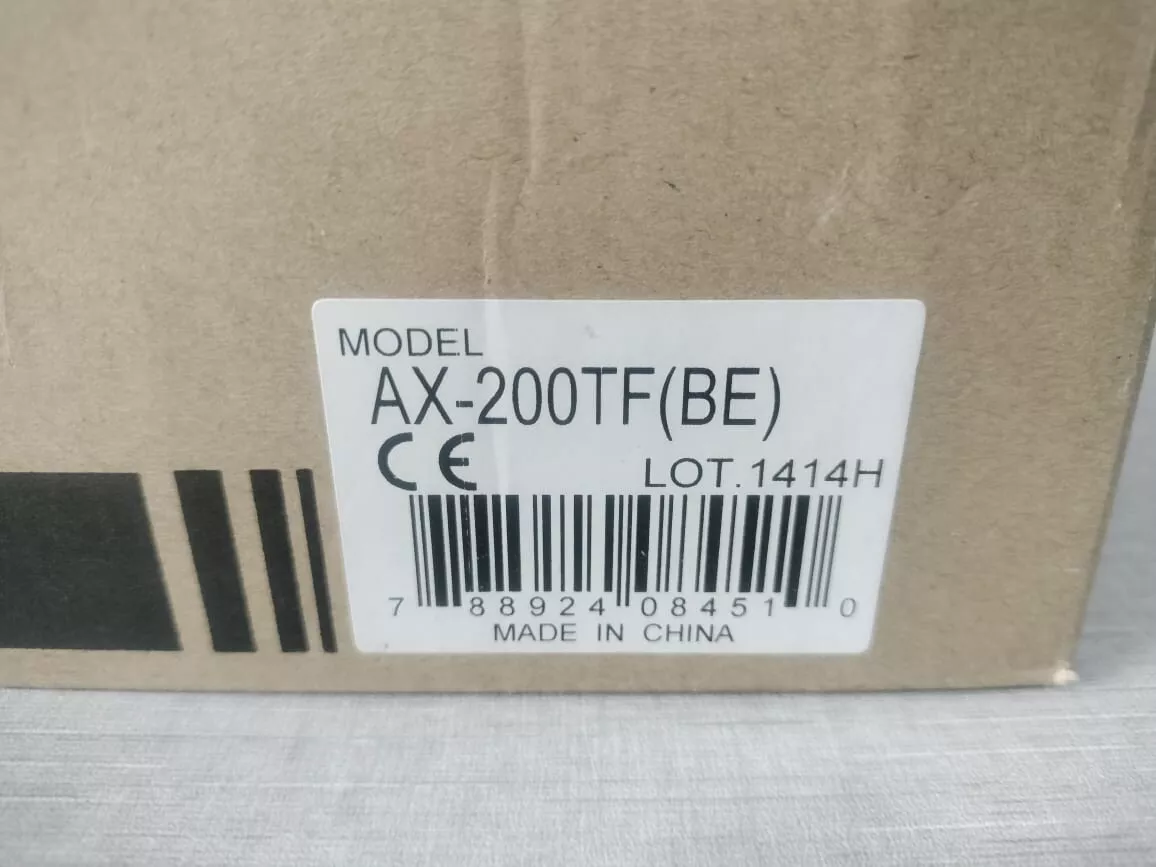 MODEL
AX-200TF(BE)
CE LOT.1414H
7 88924 08451 0
MADE IN CHINA